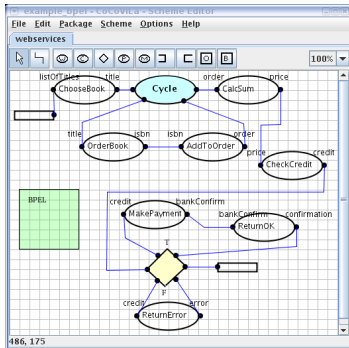 example_bpel - CoCoViLa - Scheme Editor
File Edit Package Scheme Options Help
webservices
100%
listOfTitles title order price
ChooseBook Cycle CalcSum
title isbn isbn order
OrderBook AddToOrder
price credit
CheckCredit
BPEL
credit bankConfirm
MakePayment
bankConfirm confirmation
ReturnOK
T
F
credit error
ReturnError
486, 175